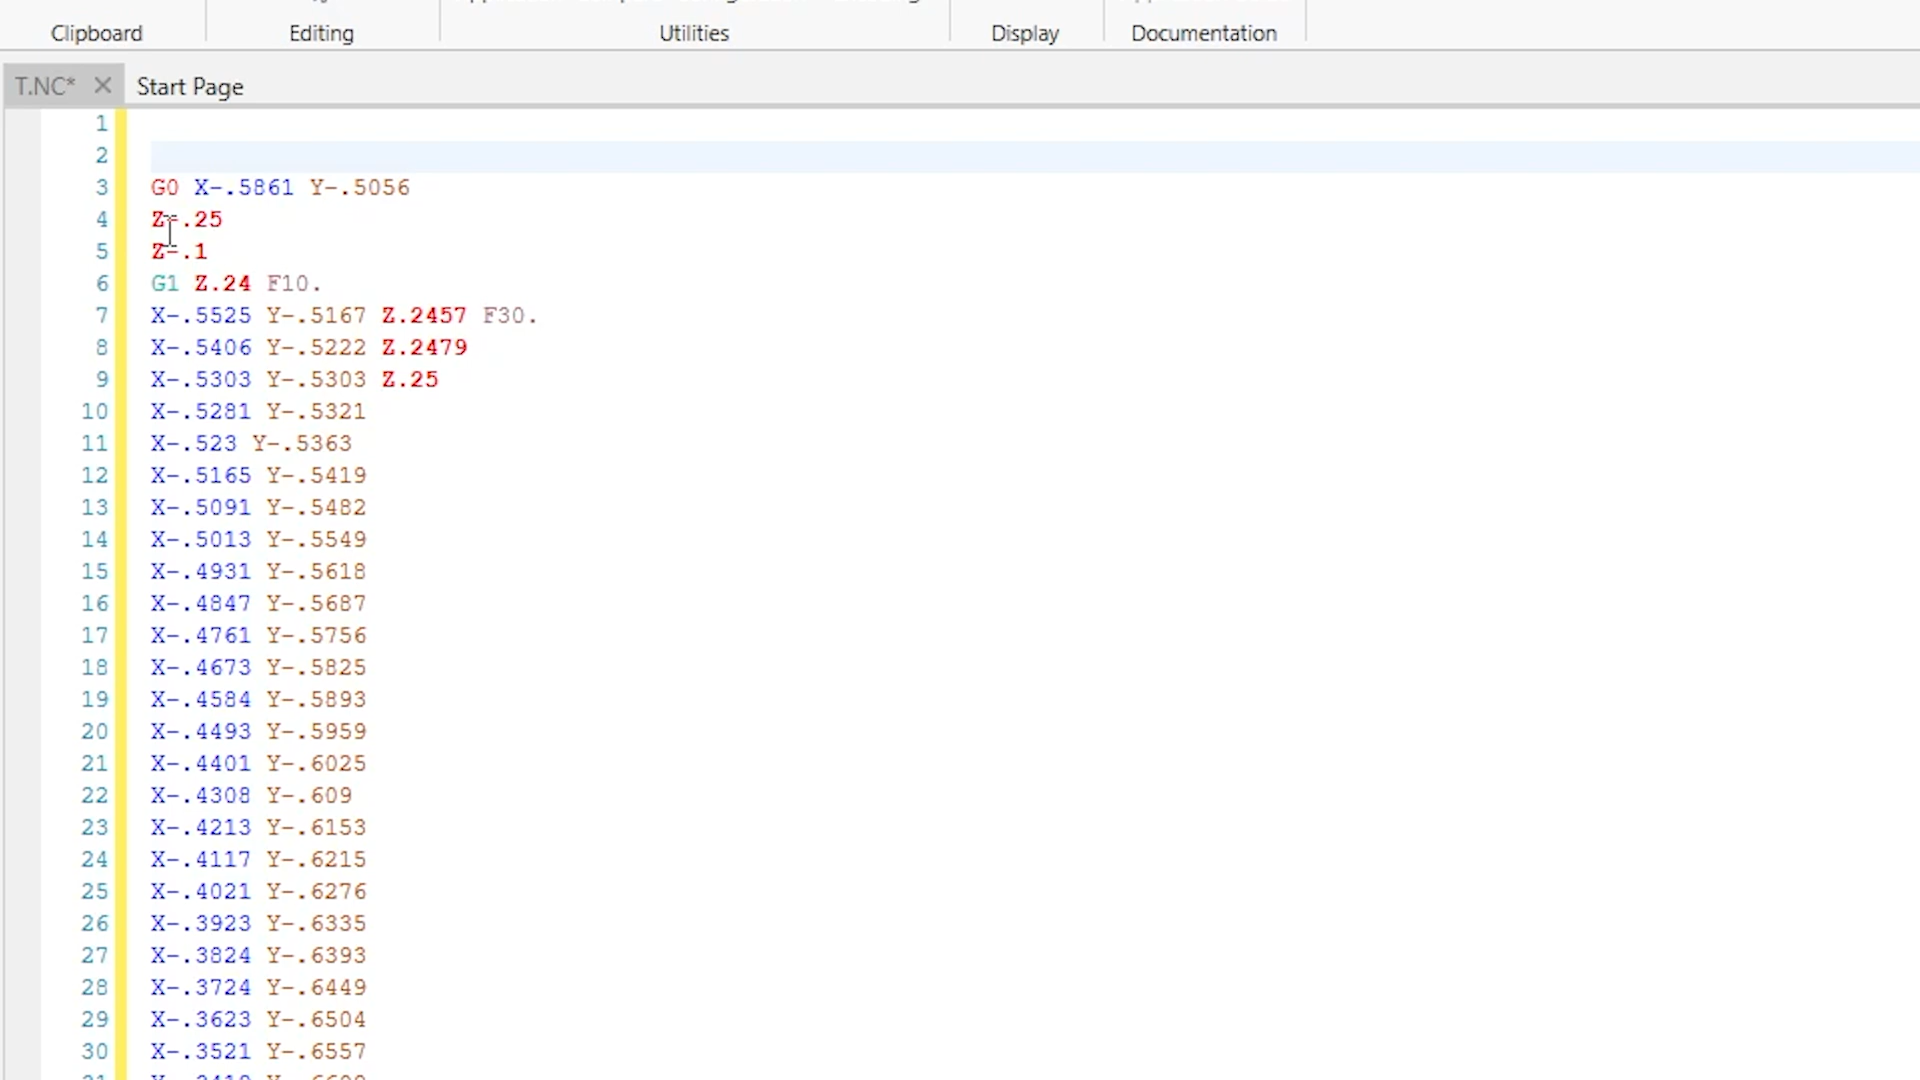 Clipboard
Editing
Utilities
Display
Documentation
T.NC*
Start Page
1
2
3 G0 X-.5861 Y-.5056
4 Z-.25
5 Z-.1
6 G1 Z.24 F10.
7 X-.5525 Y-.5167 Z.2457 F30.
8 X-.5406 Y-.5222 Z.2479
9 X-.5303 Y-.5303 Z.25
10 X-.5281 Y-.5321
11 X-.523 Y-.5363
12 X-.5165 Y-.5419
13 X-.5091 Y-.5482
14 X-.5013 Y-.5549
15 X-.4931 Y-.5618
16 X-.4847 Y-.5687
17 X-.4761 Y-.5756
18 X-.4673 Y-.5825
19 X-.4584 Y-.5893
20 X-.4493 Y-.5959
21 X-.4401 Y-.6025
22 X-.4308 Y-.609
23 X-.4213 Y-.6153
24 X-.4117 Y-.6215
25 X-.4021 Y-.6276
26 X-.3923 Y-.6335
27 X-.3824 Y-.6393
28 X-.3724 Y-.6449
29 X-.3623 Y-.6504
30 X-.3521 Y-.6557